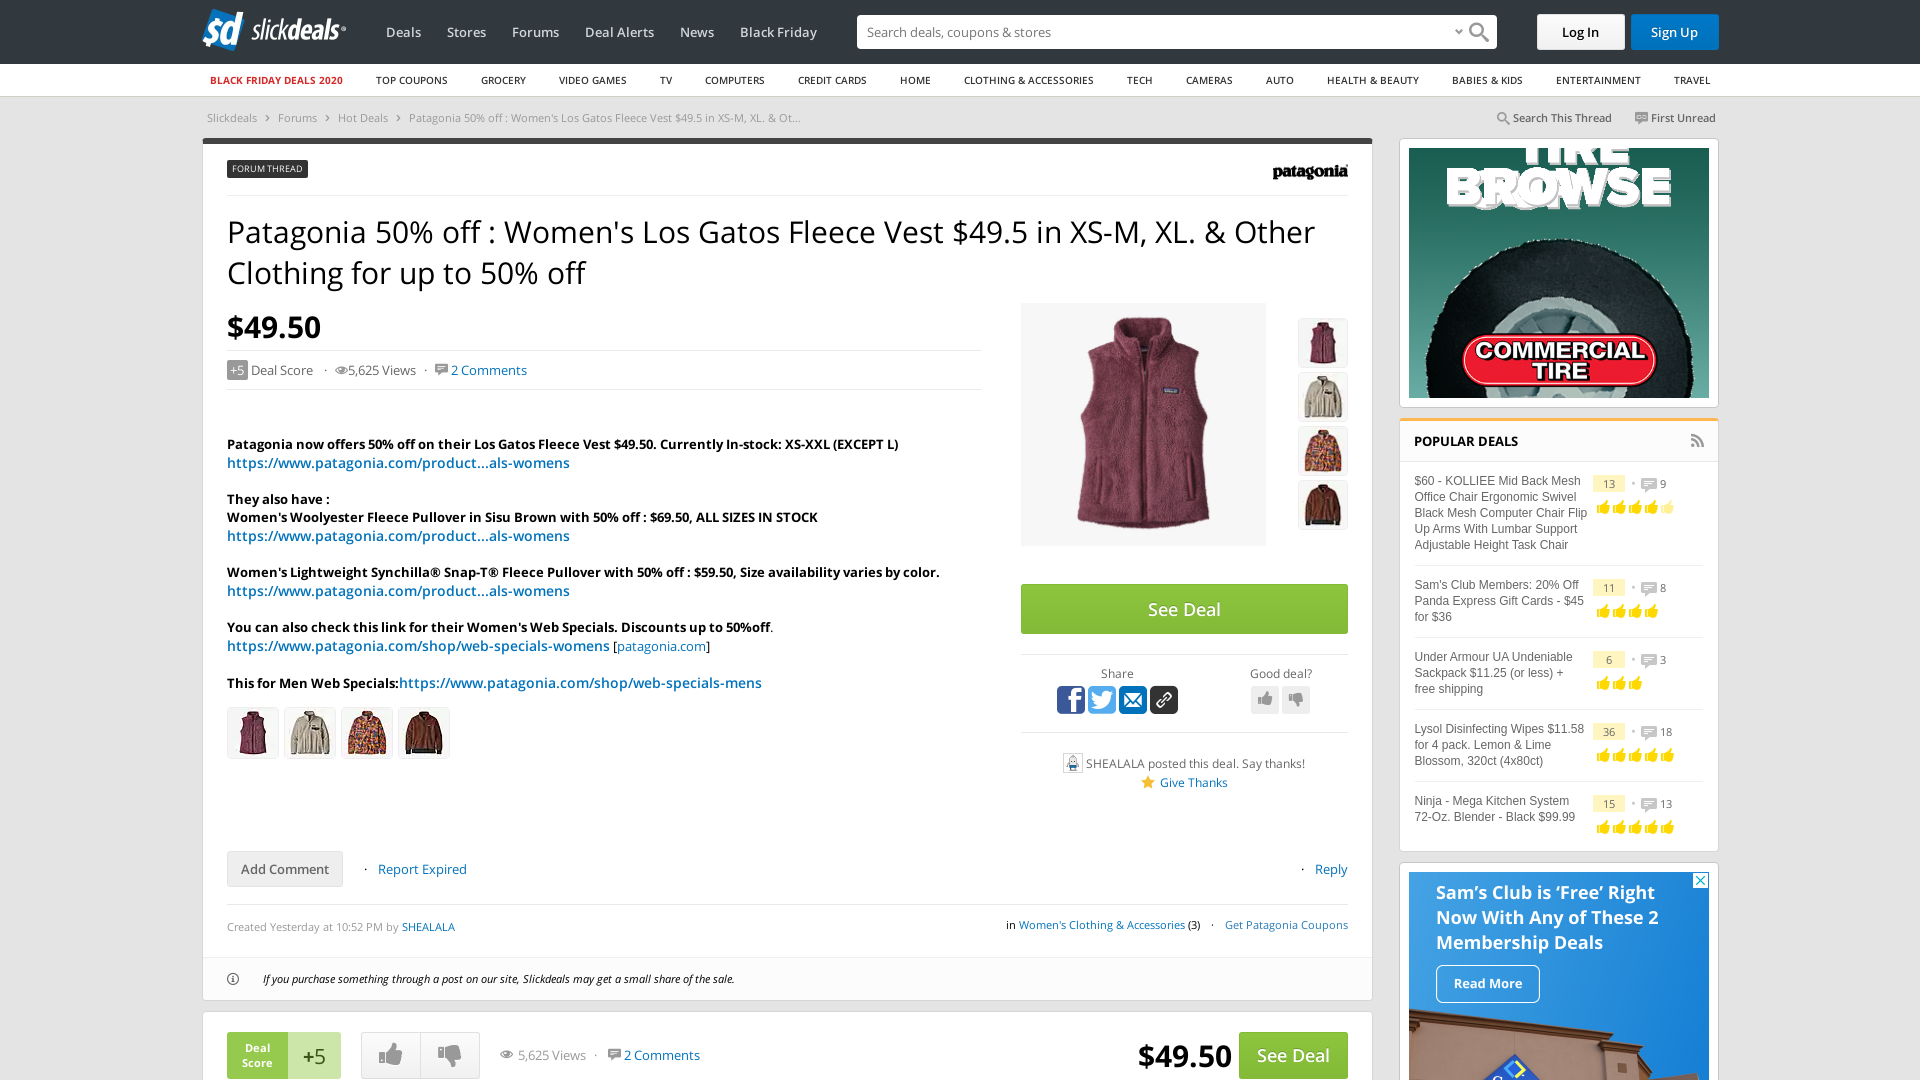 sd slickdeals
Deals Stores Forums Deal Alerts News Black Friday
Search deals, coupons & stores
Log In Sign Up
BLACK FRIDAY DEALS 2020 TOP COUPONS GROCERY VIDEO GAMES TV COMPUTERS CREDIT CARDS HOME CLOTHING & ACCESSORIES TECH CAMERAS AUTO HEALTH & BEAUTY BABIES & KIDS ENTERTAINMENT TRAVEL
Slickdeals > Forums > Hot Deals > Patagonia 50% off : Women's Los Gatos Fleece Vest $49.5 in XS-M, XL. & Ot...
Search This Thread First Unread
FORUM THREAD
patagonia
Patagonia 50% off : Women's Los Gatos Fleece Vest $49.5 in XS-M, XL. & Other
Clothing for up to 50% off
$49.50
+5 Deal Score · 5,625 Views · 2 Comments
Patagonia now offers 50% off on their Los Gatos Fleece Vest $49.50. Currently In-stock: XS-XXL (EXCEPT L)
https://www.patagonia.com/product...als-womens
They also have :
Women's Woolyester Fleece Pullover in Sisu Brown with 50% off : $69.50, ALL SIZES IN STOCK
https://www.patagonia.com/product...als-womens
Women's Lightweight Synchilla® Snap-T® Fleece Pullover with 50% off : $59.50, Size availability varies by color.
https://www.patagonia.com/product...als-womens
You can also check this link for their Women's Web Specials. Discounts up to 50%off.
https://www.patagonia.com/shop/web-specials-womens [patagonia.com]
This for Men Web Specials:https://www.patagonia.com/shop/web-specials-mens
See Deal
Share
Good deal?
SHEALALA posted this deal. Say thanks!
Give Thanks
Add Comment · Report Expired
· Reply
Created Yesterday at 10:52 PM by SHEALALA
in Women's Clothing & Accessories (3) · Get Patagonia Coupons
If you purchase something through a post on our site, Slickdeals may get a small share of the sale.
Deal
Score
+5
5,625 Views · 2 Comments
$49.50 See Deal
TIRE
BROWSE
COMMERCIAL
TIRE
POPULAR DEALS
$60 - KOLLIEE Mid Back Mesh
Office Chair Ergonomic Swivel
Black Mesh Computer Chair Flip
Up Arms With Lumbar Support
Adjustable Height Task Chair
13 • 9
Sam's Club Members: 20% Off
Panda Express Gift Cards - $45
for $36
11 • 8
Under Armour UA Undeniable
Sackpack $11.25 (or less) +
free shipping
6 • 3
Lysol Disinfecting Wipes $11.58
for 4 pack. Lemon & Lime
Blossom, 320ct (4x80ct)
36 • 18
Ninja - Mega Kitchen System
72-Oz. Blender - Black $99.99
15 • 13
Sam's Club is 'Free' Right
Now With Any of These 2
Membership Deals
Read More